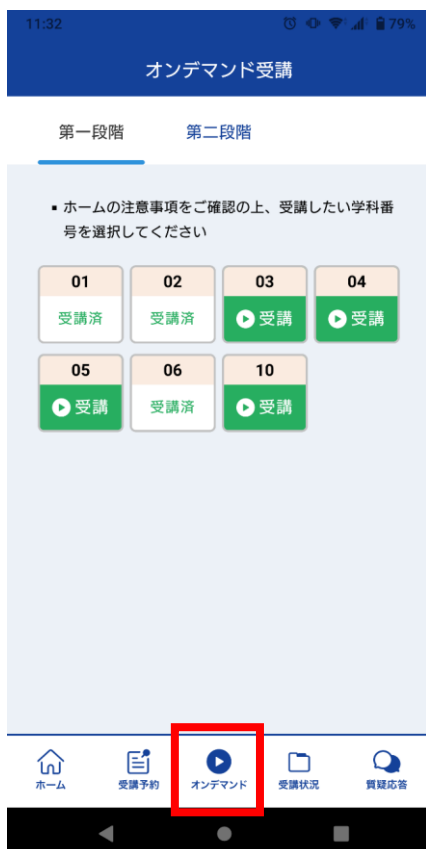 11:32 79%
オンデマンド受講
第一段階 第二段階
▪ ホームの注意事項をご確認の上、受講したい学科番
号を選択してください
01 02 03 04
受講済 受講済 受講 受講
05 06 10
受講 受講済 受講
ホーム 受講予約 オンデマンド 受講状況 質疑応答